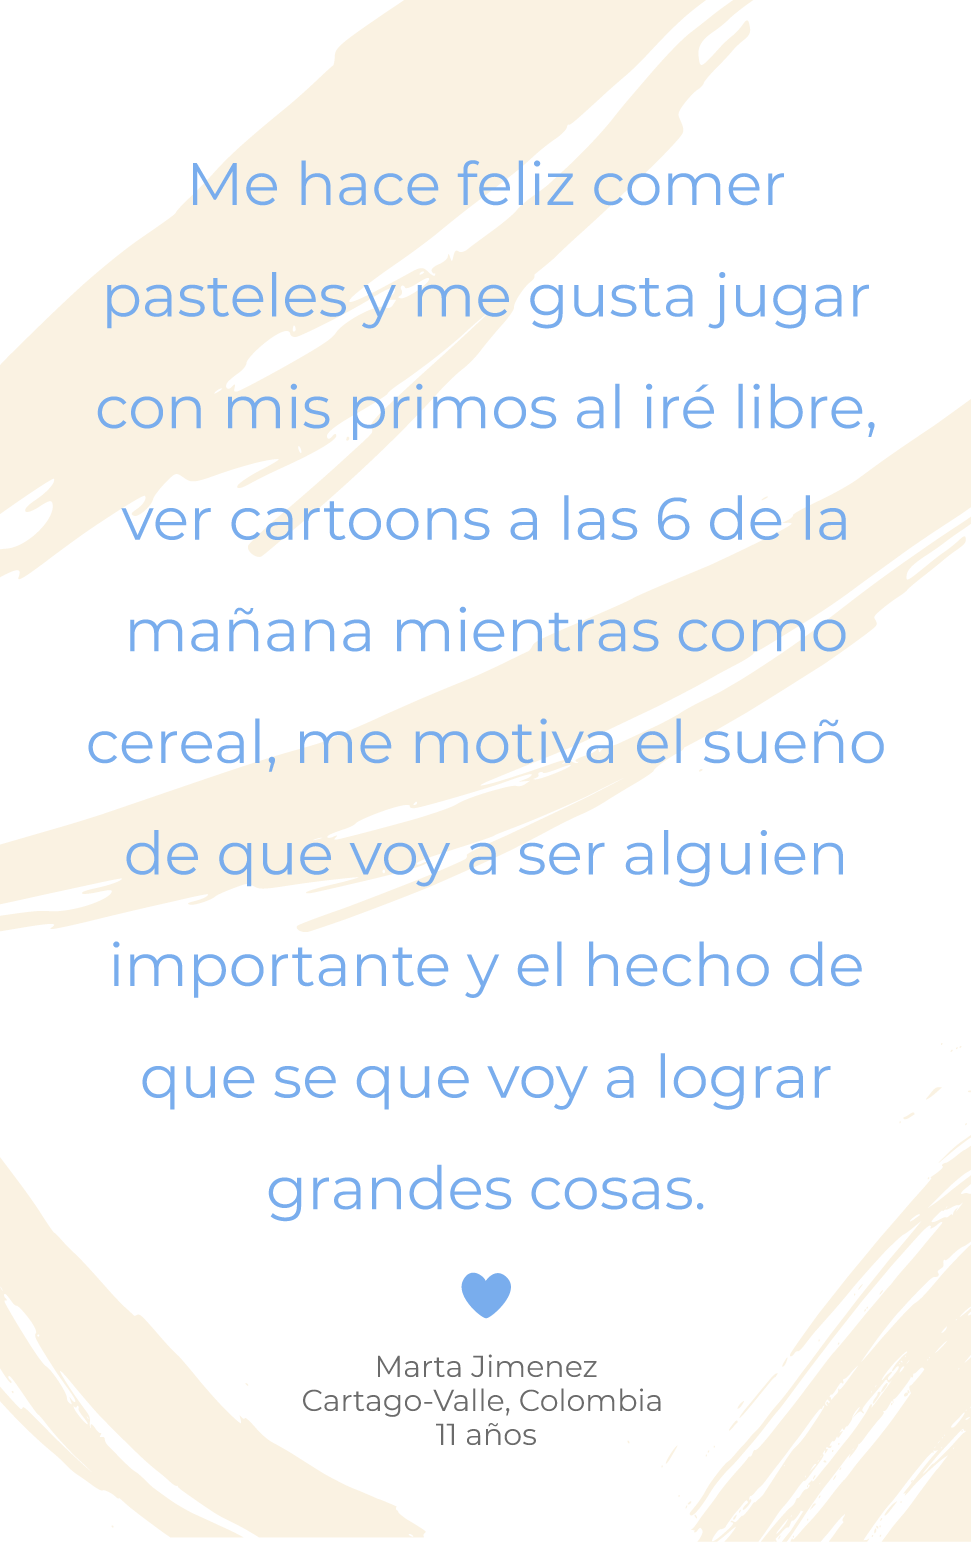 Me hace feliz comer
pasteles y me gusta jugar
con mis primos al iré libre,
ver cartoons a las 6 de la
mañana mientras como
cereal, me motiva el sueño
de que voy a ser alguien
importante y el hecho de
que se que voy a lograr
grandes cosas.
Marta Jimenez
Cartago-Valle, Colombia
11 años